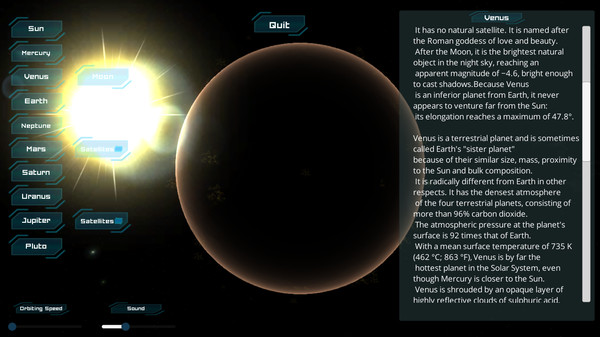 Quit
Sun
Mercury
Venus
Earth
Neptune
Mars
Saturn
Uranus
Jupiter
Pluto
Moon
Satellites
Satellites
Orbiting Speed
Sound
Venus
It has no natural satellite. It is named after
the Roman goddess of love and beauty.
After the Moon, it is the brightest natural
object in the night sky, reaching an
apparent magnitude of −4.6, bright enough
to cast shadows.Because Venus
is an inferior planet from Earth, it never
appears to venture far from the Sun:
its elongation reaches a maximum of 47.8°.
Venus is a terrestrial planet and is sometimes
called Earth's "sister planet"
because of their similar size, mass, proximity
to the Sun and bulk composition.
It is radically different from Earth in other
respects. It has the densest atmosphere
of the four terrestrial planets, consisting of
more than 96% carbon dioxide.
The atmospheric pressure at the planet's
surface is 92 times that of Earth.
With a mean surface temperature of 735 K
(462 °C; 863 °F), Venus is by far the
hottest planet in the Solar System, even
though Mercury is closer to the Sun.
Venus is shrouded by an opaque layer of
highly reflective clouds of sulphuric acid,